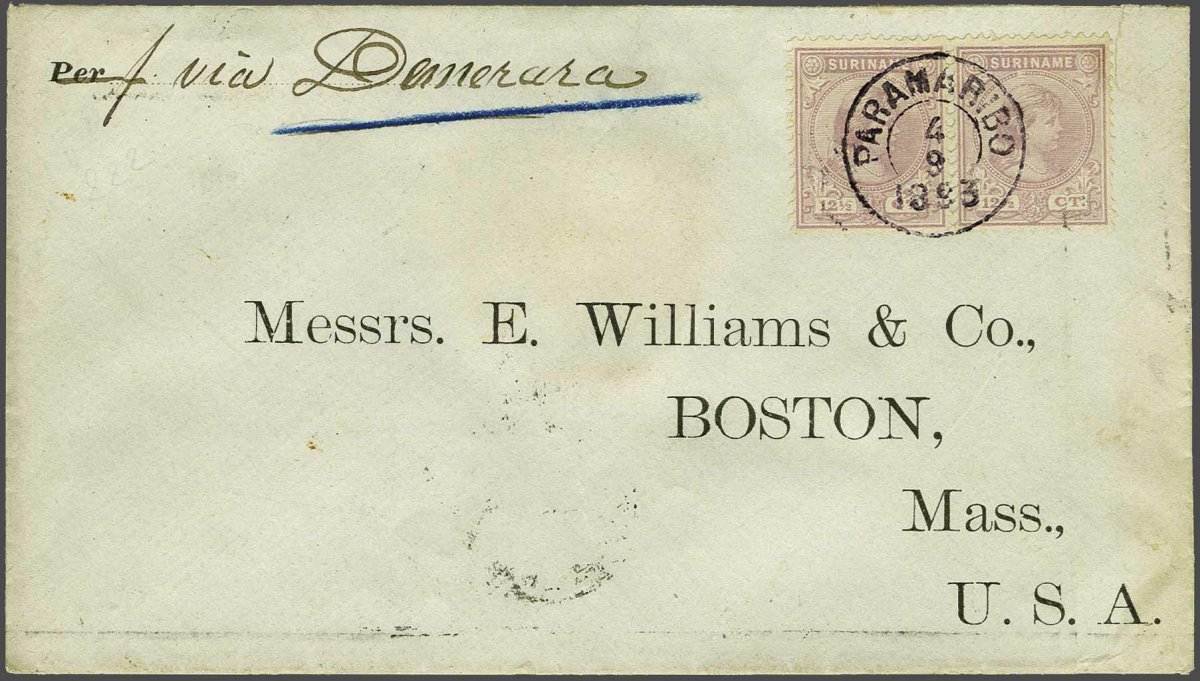 Per via Demerara
SURINAME SURINAME
PARAMARIBO
4
8
1893
12½ 12½ CT.
Messrs. E. Williams & Co.,
BOSTON,
Mass.,
U. S. A.